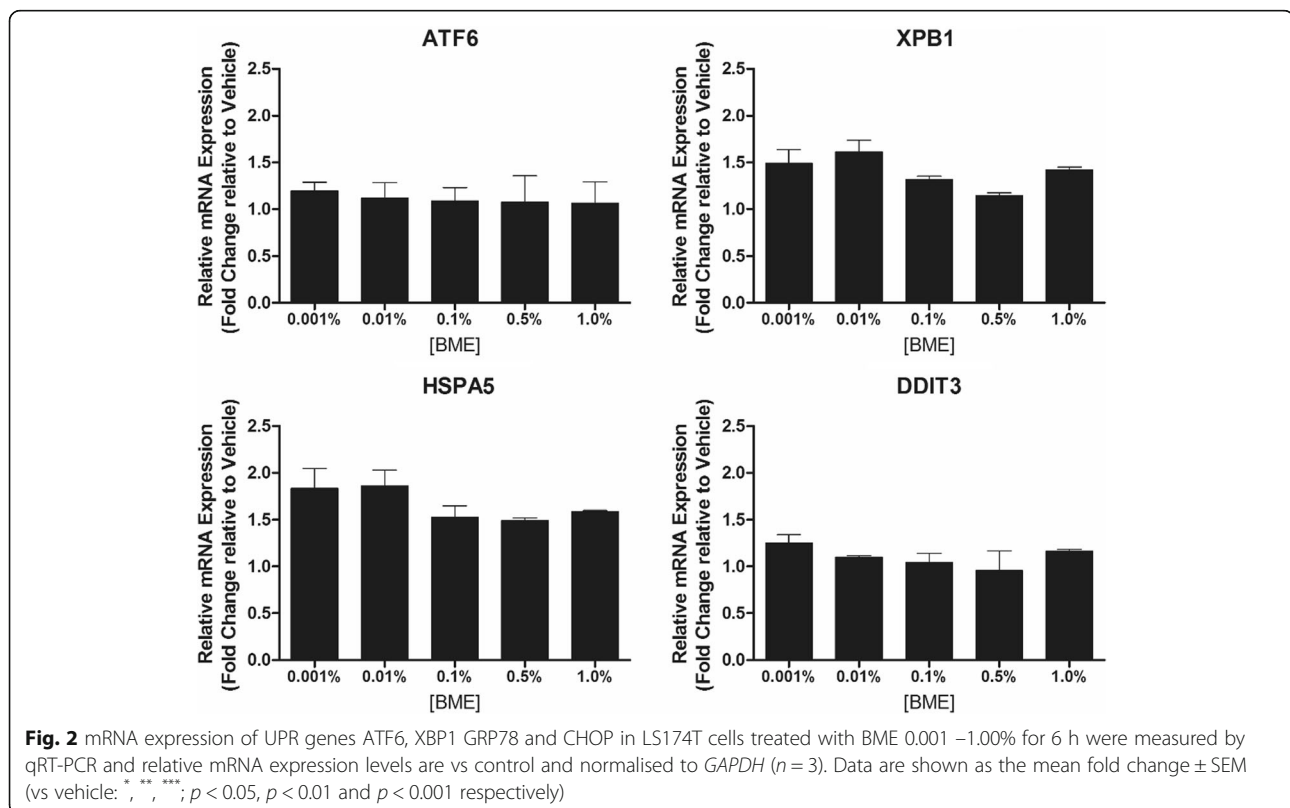 ATF6
Relative mRNA Expression
(Fold Change relative to Vehicle)
2.5
2.0
1.5
1.0
0.5
0.0
0.001% 0.01% 0.1% 0.5% 1.0%
[BME]
XPB1
Relative mRNA Expression
(Fold Change relative to Vehicle)
2.5
2.0
1.5
1.0
0.5
0.0
0.001% 0.01% 0.1% 0.5% 1.0%
[BME]
HSPA5
Relative mRNA Expression
(Fold Change relative to Vehicle)
2.5
2.0
1.5
1.0
0.5
0.0
0.001% 0.01% 0.1% 0.5% 1.0%
[BME]
DDIT3
Relative mRNA Expression
(Fold Change relative to Vehicle)
2.5
2.0
1.5
1.0
0.5
0.0
0.001% 0.01% 0.1% 0.5% 1.0%
[BME]
Fig. 2 mRNA expression of UPR genes ATF6, XBP1 GRP78 and CHOP in LS174T cells treated with BME 0.001 –1.00% for 6 h were measured by
qRT-PCR and relative mRNA expression levels are vs control and normalised to GAPDH (n = 3). Data are shown as the mean fold change ± SEM
(vs vehicle: *, **, ***; p < 0.05, p < 0.01 and p < 0.001 respectively)